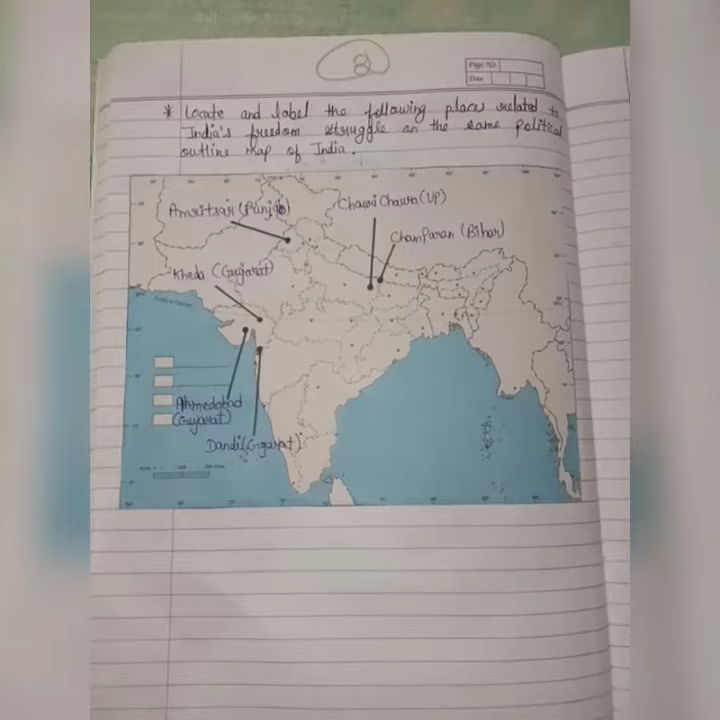 8
Page No
Date
* Locate and label the following places related to
India's freedom struggle on the same Political
outline map of India.
Amritsar (Punjab)
Chauri Chaura (UP)
Champaran (Bihar)
Kheda (Gujarat)
Ahmedabad
(Gujarat)
Dandi (Gujarat)